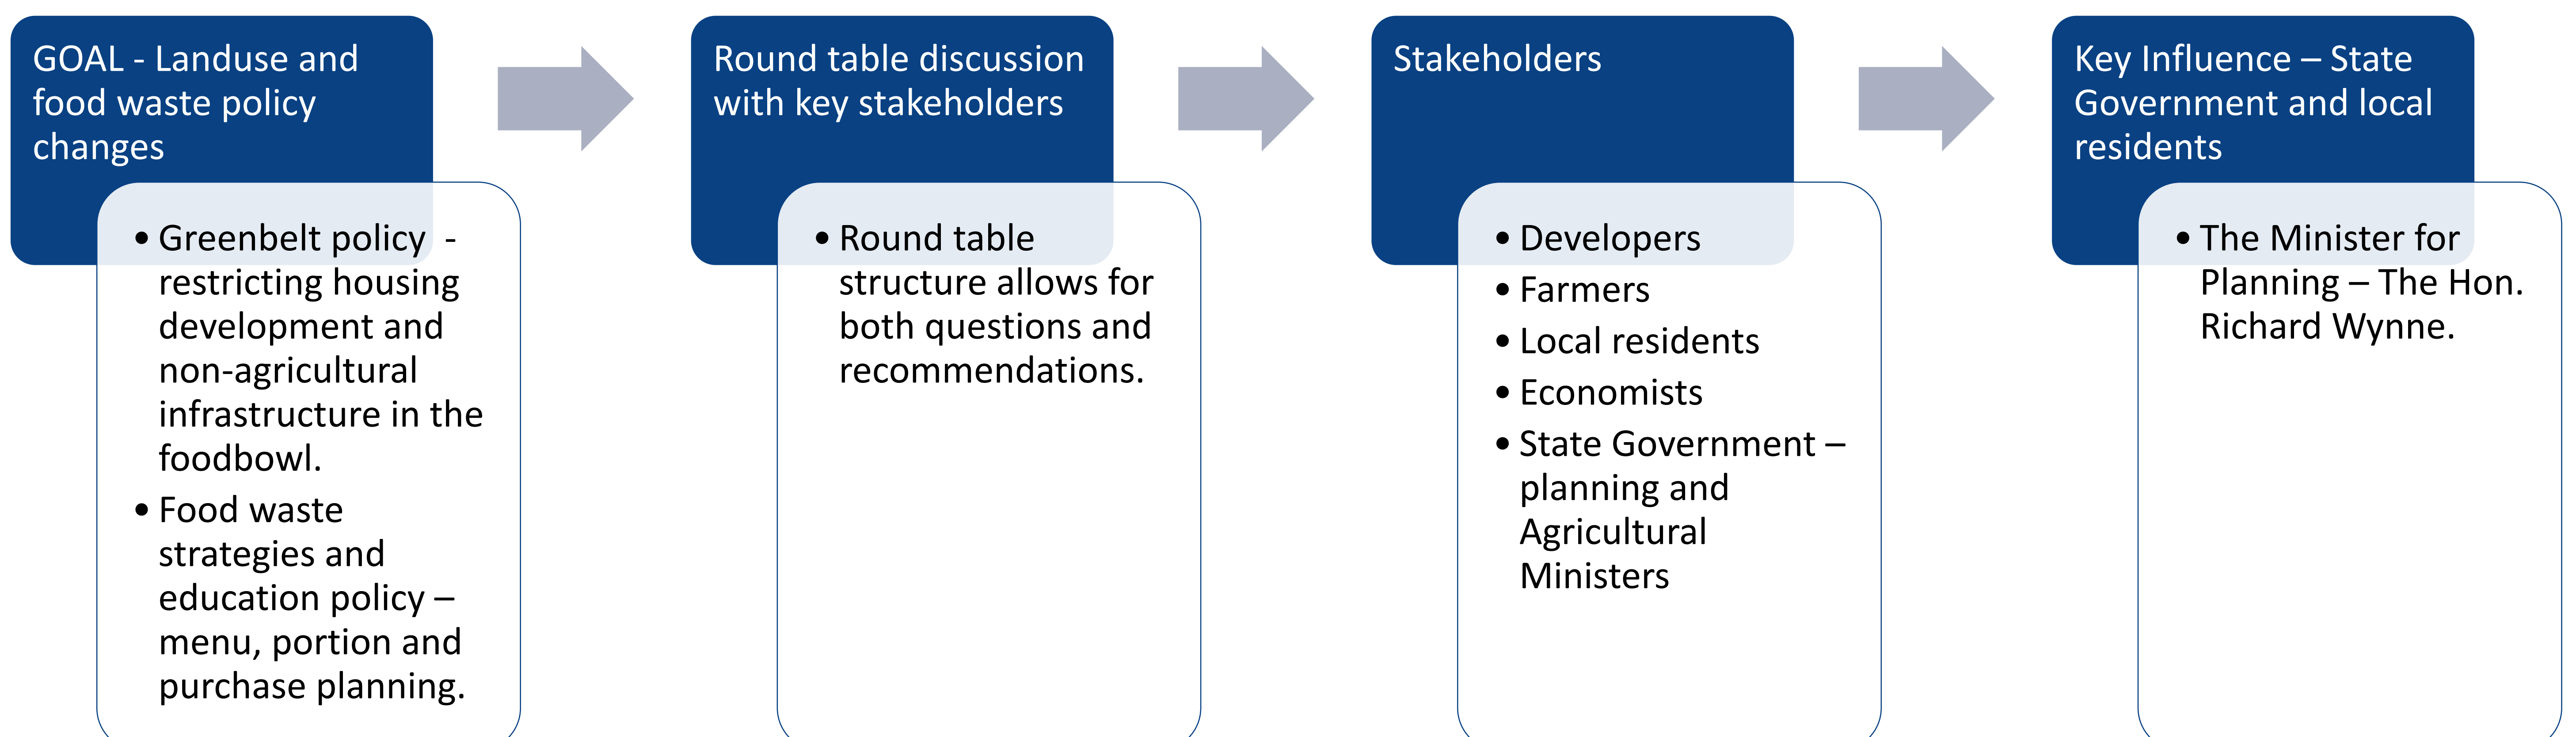 GOAL - Landuse and
food waste policy
changes
• Greenbelt policy  -
restricting housing
development and
non-agricultural
infrastructure in the
foodbowl.
• Food waste
strategies and
education policy –
menu, portion and
purchase planning.
Round table discussion
with key stakeholders
• Round table
structure allows for
both questions and
recommendations.
Stakeholders
• Developers
• Farmers
• Local residents
• Economists
• State Government –
planning and
Agricultural
Ministers
Key Influence – State
Government and local
residents
• The Minister for
Planning – The Hon.
Richard Wynne.